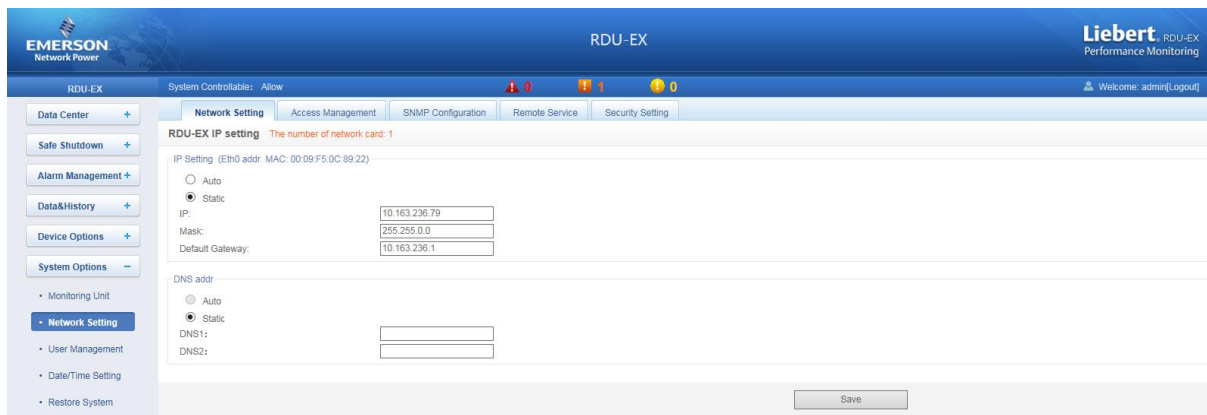 EMERSON
Network Power
RDU-EX
Liebert. RDU-EX
Performance Monitoring
RDU-EX
System Controllable: Allow
0
1
0
Welcome: admin[Logout]
Data Center +
Safe Shutdown +
Alarm Management +
Data&History +
Device Options +
System Options −
• Monitoring Unit
• Network Setting
• User Management
• Date/Time Setting
• Restore System
Network Setting Access Management SNMP Configuration Remote Service Security Setting
RDU-EX IP setting The number of network card: 1
IP Setting (Eth0 addr MAC: 00:09:F5:0C:89:22)
Auto
Static
IP: 10.163.236.79
Mask: 255.255.0.0
Default Gateway: 10.163.236.1
DNS addr
Auto
Static
DNS1:
DNS2:
Save